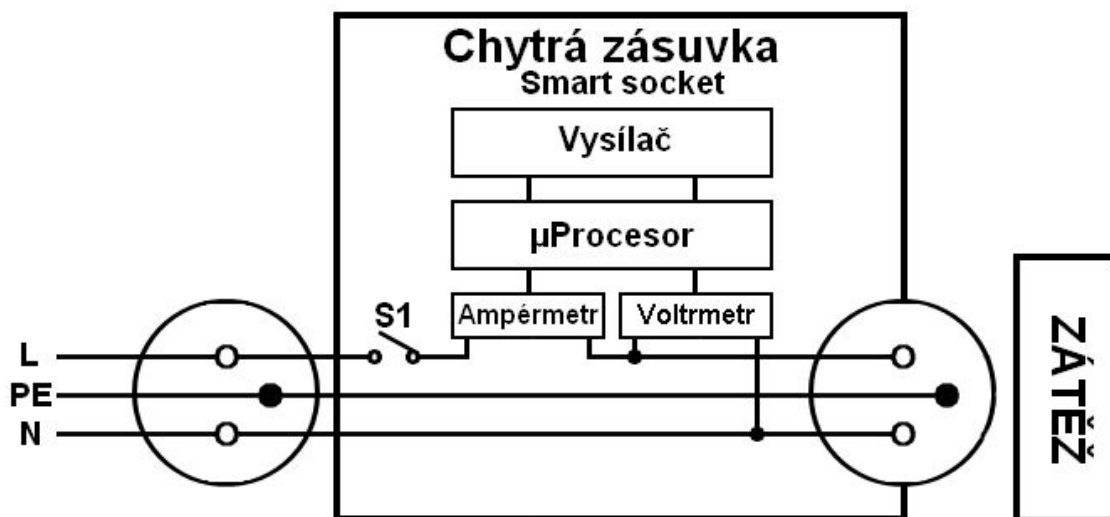 Chytrá zásuvka
Smart socket
Vysílač
µProcesor
S1
Ampérmetr
Voltrmetr
L
PE
N
ZÁTĚŽ